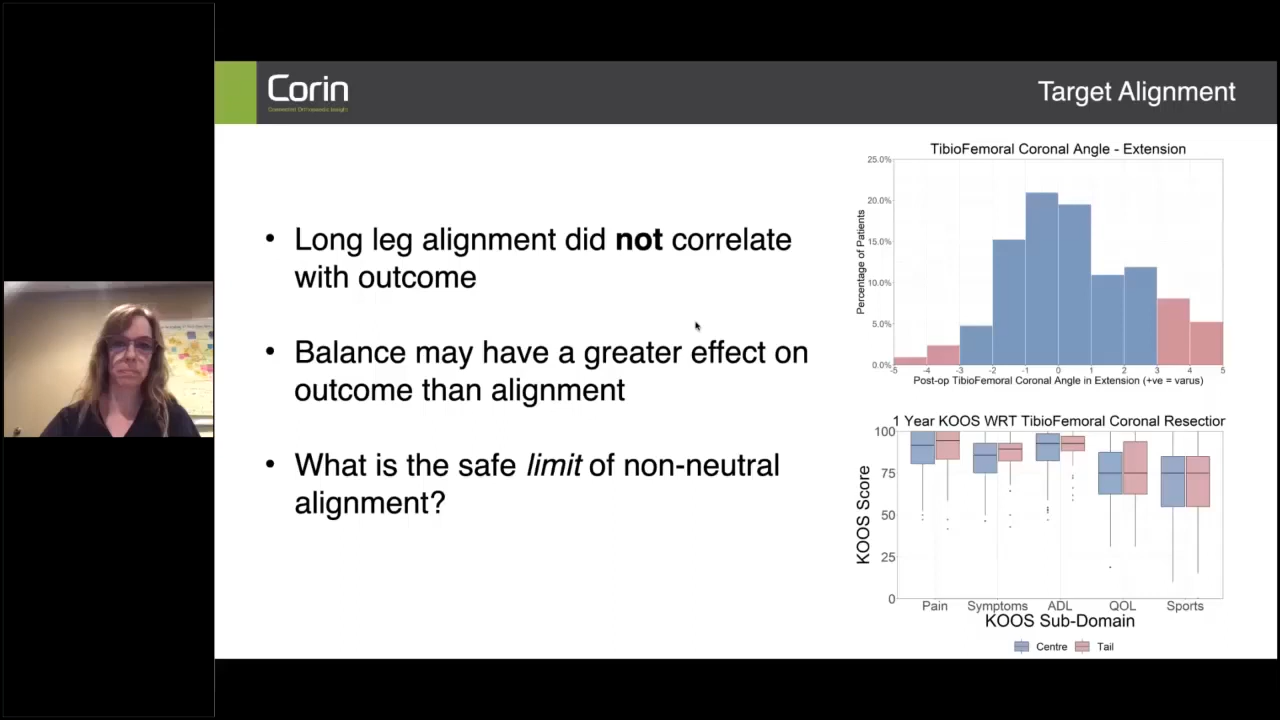 Corin
Connected Orthopaedic Insight
Target Alignment
• Long leg alignment did not correlate
with outcome
• Balance may have a greater effect on
outcome than alignment
• What is the safe limit of non-neutral
alignment?
TibioFemoral Coronal Angle - Extension
25.0%
20.0%
15.0%
10.0%
5.0%
0.0%
Percentage of Patients
-5 -4 -3 -2 -1 0 1 2 3 4 5
Post-op TibioFemoral Coronal Angle in Extension (+ve = varus)
1 Year KOOS WRT TibioFemoral Coronal Resection
100
75
50
25
0
KOOS Score
Pain Symptoms ADL QOL Sports
KOOS Sub-Domain
Centre Tail